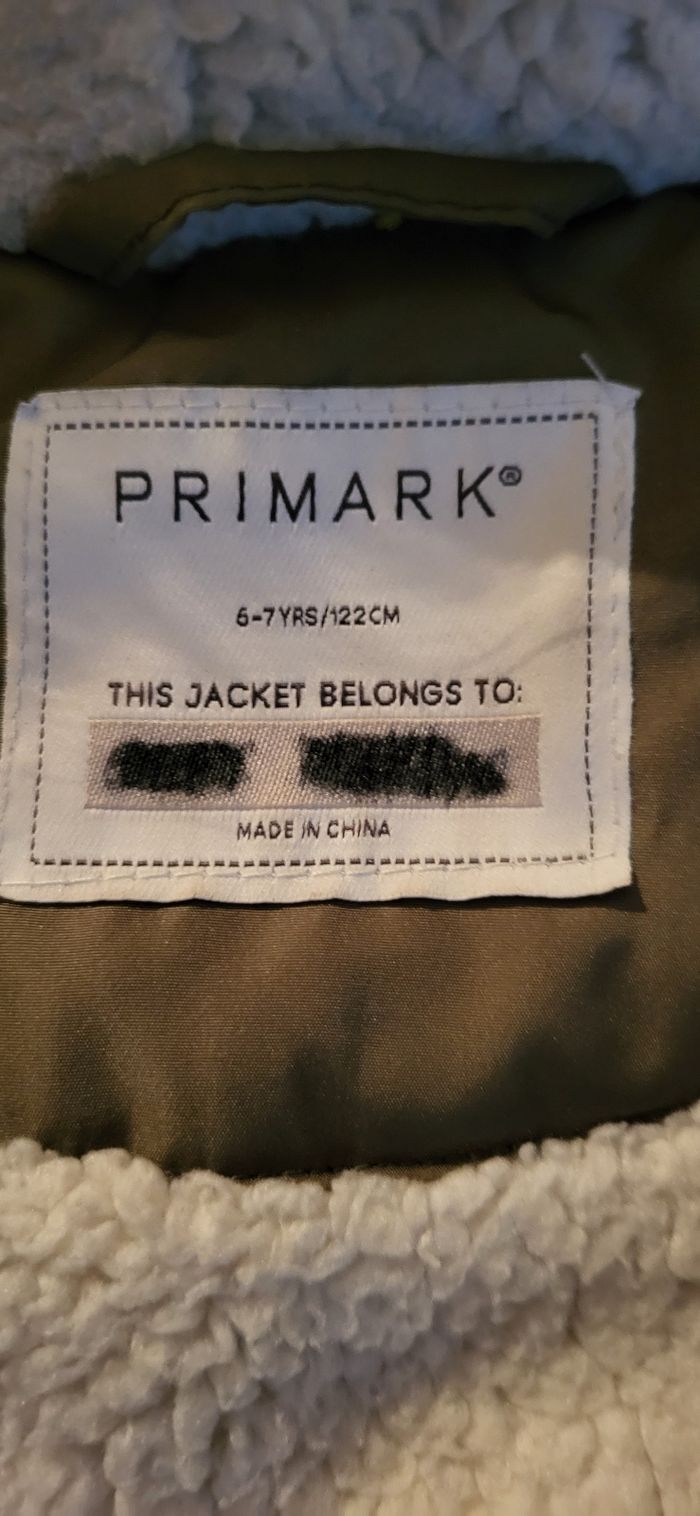 PRIMARK®
6-7YRS/122CM
THIS JACKET BELONGS TO:
MADE IN CHINA